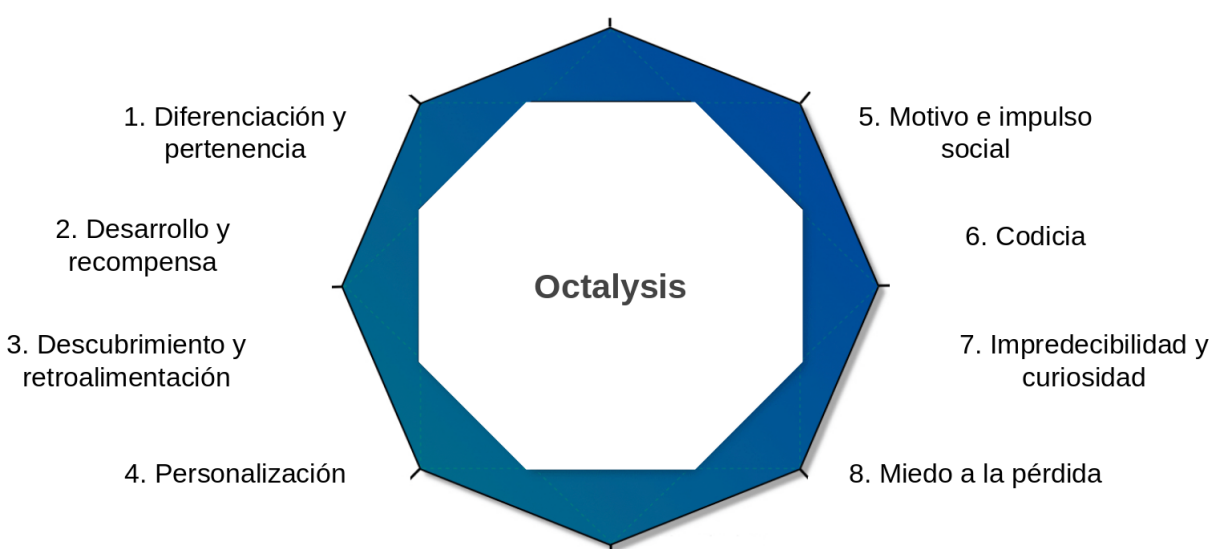 1. Diferenciación y
pertenencia
2. Desarrollo y
recompensa
3. Descubrimiento y
retroalimentación
4. Personalización
Octalysis
5. Motivo e impulso
social
6. Codicia
7. Impredecibilidad y
curiosidad
8. Miedo a la pérdida